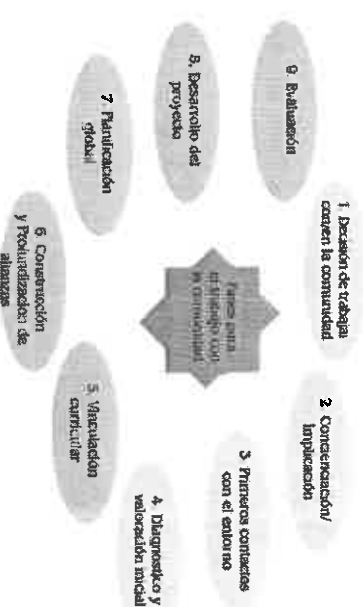 1. Decisión de trabajar
con/en la comunidad
2. Concienciación/
Implicación
3. Primeros contactos
con el entorno
4. Diagnóstico y
valoración inicial
5. Vinculación
curricular
6. Construcción
y Profundización de
alianzas
7. Planificación
global
8. Desarrollo del
proyecto
9. Evaluación
Fases para
el trabajo con
la comunidad